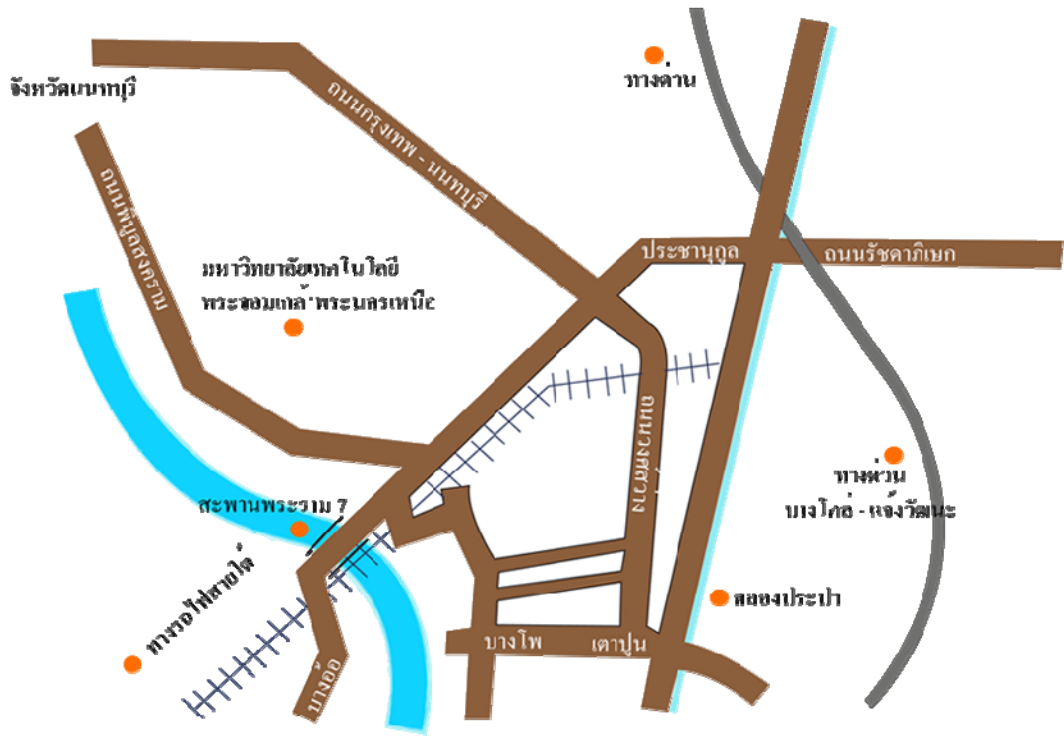 จังหวัดนนทบุรี
ทางด่าน
ถนนกรุงเทพ - นนทบุรี
ถนนพิบูลสงคราม
ประชานุกูล
ถนนรัชดาภิเษก
มหาวิทยาลัยเทคโนโลยี
พระจอมเกล้าพระนครเหนือ
ถนนวงศสว่าง
ทางด่วน
บางโคล่ - แจ้งวัฒนะ
สะพานพระราม 7
ทางรถไฟสายใต้
คลองประปา
บางโพ
เตาปูน
บางอ้อ